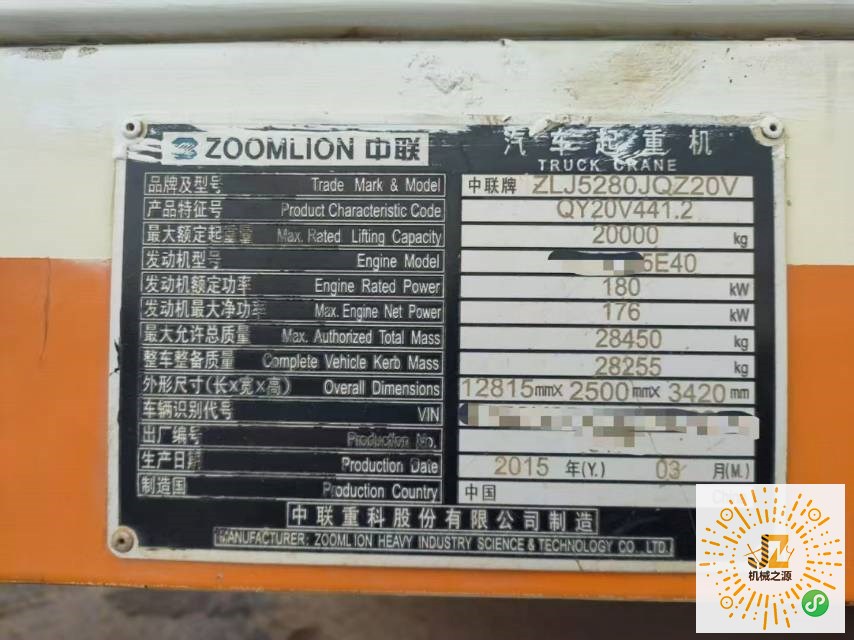 ZOOMLION 中联 汽车起重机
TRUCK CRANE
品牌及型号 Trade Mark & Model 中联牌 ZLJ5280JQZ20V
产品特征号 Product Characteristic Code QY20V441.2
最大额定起重量 Max. Rated Lifting Capacity 20000 kg
发动机型号 Engine Model 5E40
发动机额定功率 Engine Rated Power 180 kW
发动机最大净功率 Max. Engine Net Power 176 kW
最大允许总质量 Max. Authorized Total Mass 28450 kg
整车整备质量 Complete Vehicle Kerb Mass 28255 kg
外形尺寸(长×宽×高) Overall Dimensions 12815mm× 2500mm× 3420mm
车辆识别代号 VIN
出厂编号 Production No.
生产日期 Production Date 2015 年(Y.) 03 月(M.)
制造国 Production Country 中国
中联重科股份有限公司制造
MANUFACTURER: ZOOMLION HEAVY INDUSTRY SCIENCE & TECHNOLOGY CO., LTD.
JZ
机械之源